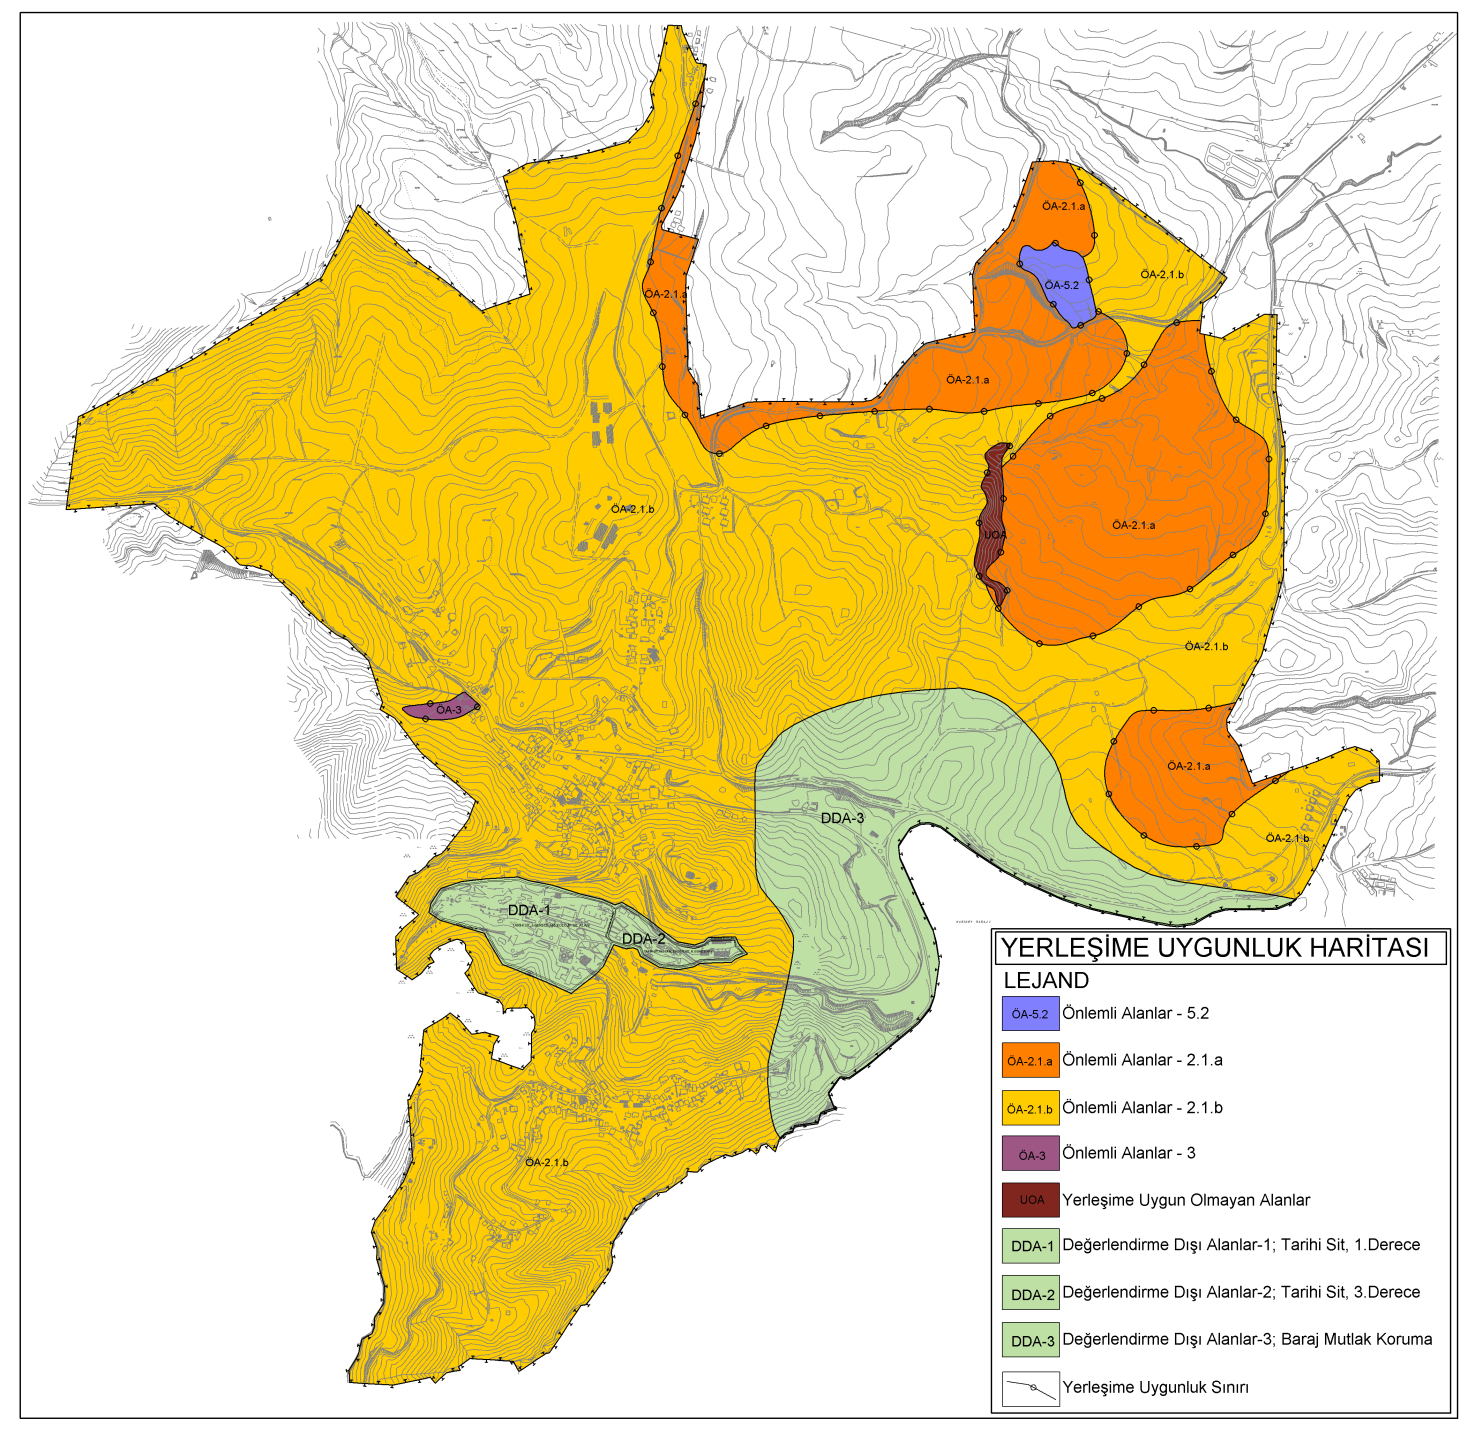 ÖA-2.1.a
ÖA-2.1.b
ÖA-5.2
ÖA-2.1.a
ÖA-2.1.a
ÖA-2.1.b
ÖA-2.1.a
UOA
ÖA-2.1.b
ÖA-3
ÖA-2.1.a
DDA-3
ÖA-2.1.b
DDA-1
DDA-2
ÖA-2.1.b
YERLEŞİME UYGUNLUK HARİTASI
LEJAND
ÖA-5.2 Önlemli Alanlar - 5.2
ÖA-2.1.a Önlemli Alanlar - 2.1.a
ÖA-2.1.b Önlemli Alanlar - 2.1.b
ÖA-3 Önlemli Alanlar - 3
UOA Yerleşime Uygun Olmayan Alanlar
DDA-1 Değerlendirme Dışı Alanlar-1; Tarihi Sit, 1.Derece
DDA-2 Değerlendirme Dışı Alanlar-2; Tarihi Sit, 3.Derece
DDA-3 Değerlendirme Dışı Alanlar-3; Baraj Mutlak Koruma
Yerleşime Uygunluk Sınırı